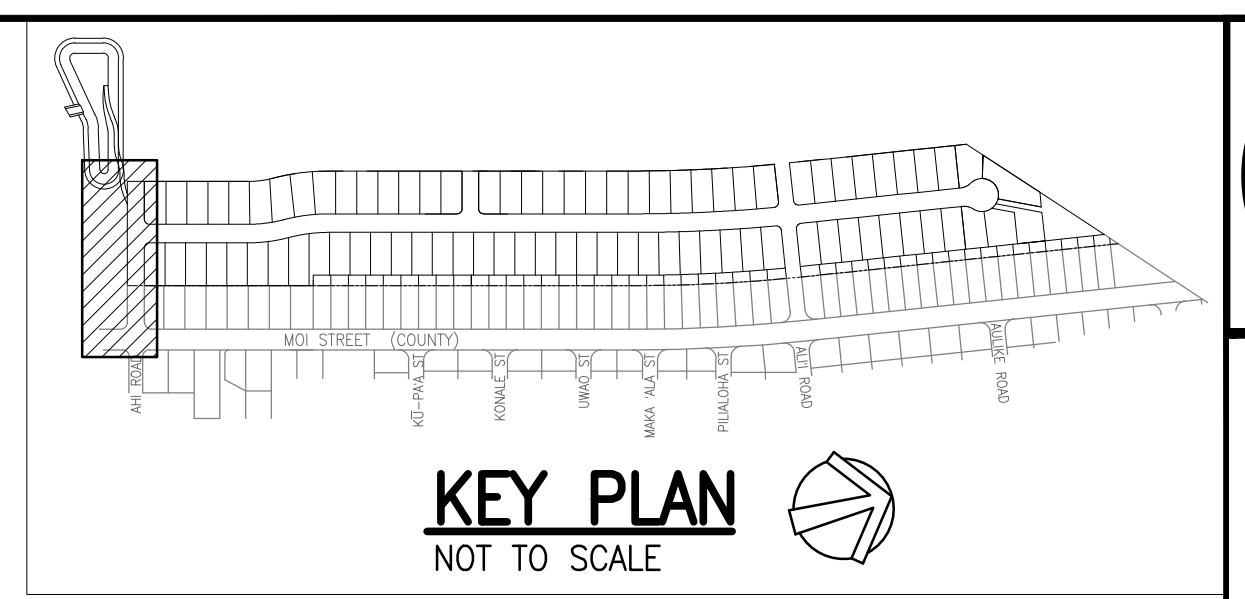 MOI STREET (COUNTY)
AHI ROAD
KŪ-PA'A ST
KONALE ST
UWAO ST
MAKA 'ALA ST
PILIALOHA ST
ALI'I ROAD
AULIKE ROAD
KEY PLAN
NOT TO SCALE